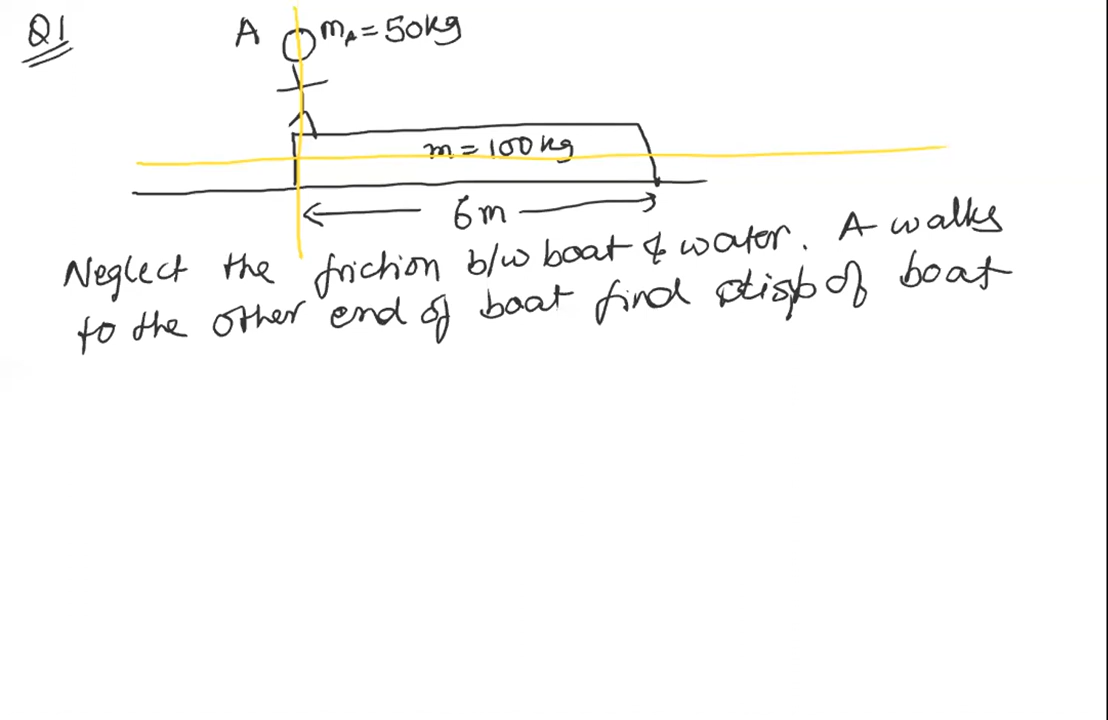 Q1
A mA = 50kg
m = 100kg
6m
Neglect the friction b/w boat & water. A walks
to the other end of boat find disp of boat